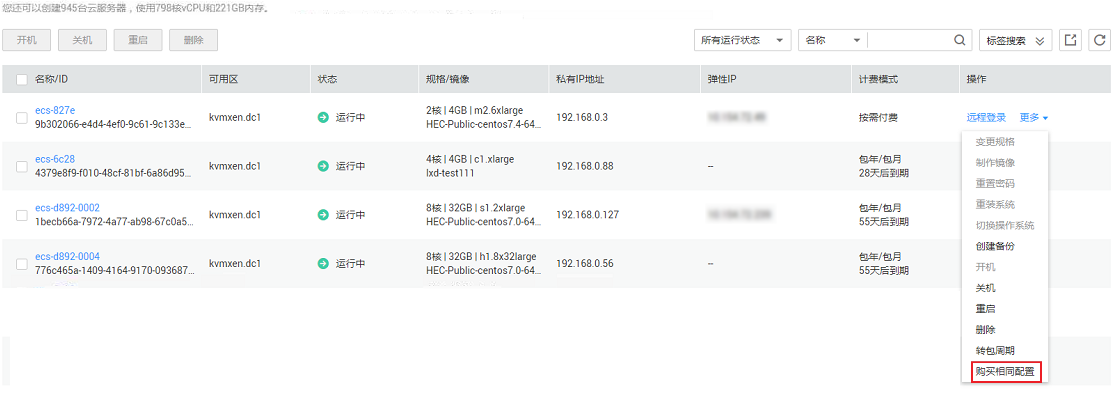 您还可以创建945台云服务器，使用798核vCPU和221GB内存。
开机 关机 重启 删除 所有运行状态 名称 标签搜索
名称/ID 可用区 状态 规格/镜像 私有IP地址 弹性IP 计费模式 操作
ecs-827e kvmxen.dc1 运行中 2核 | 4GB | m2.6xlarge 192.168.0.3 按需付费 远程登录 更多
9b302066-e4d4-4ef0-9c61-9c133e... HEC-Public-centos7.4-64...
变更规格
ecs-6c28 kvmxen.dc1 运行中 4核 | 4GB | c1.xlarge 192.168.0.88 -- 包年/包月 制作镜像
4379e8f9-f010-48cf-81bf-6a86d95... lxd-test111 28天后到期
重置密码
重装系统
ecs-d892-0002 kvmxen.dc1 运行中 8核 | 32GB | s1.2xlarge 192.168.0.127 包年/包月
1becb66a-7972-4a77-ab98-67c0a5... HEC-Public-centos7.0-64... 55天后到期 切换操作系统
创建备份
ecs-d892-0004 kvmxen.dc1 运行中 8核 | 32GB | h1.8x32large 192.168.0.56 -- 包年/包月
776c465a-1409-4164-9170-093687... HEC-Public-centos7.0-64... 55天后到期 开机
关机
重启
删除
转包周期
购买相同配置